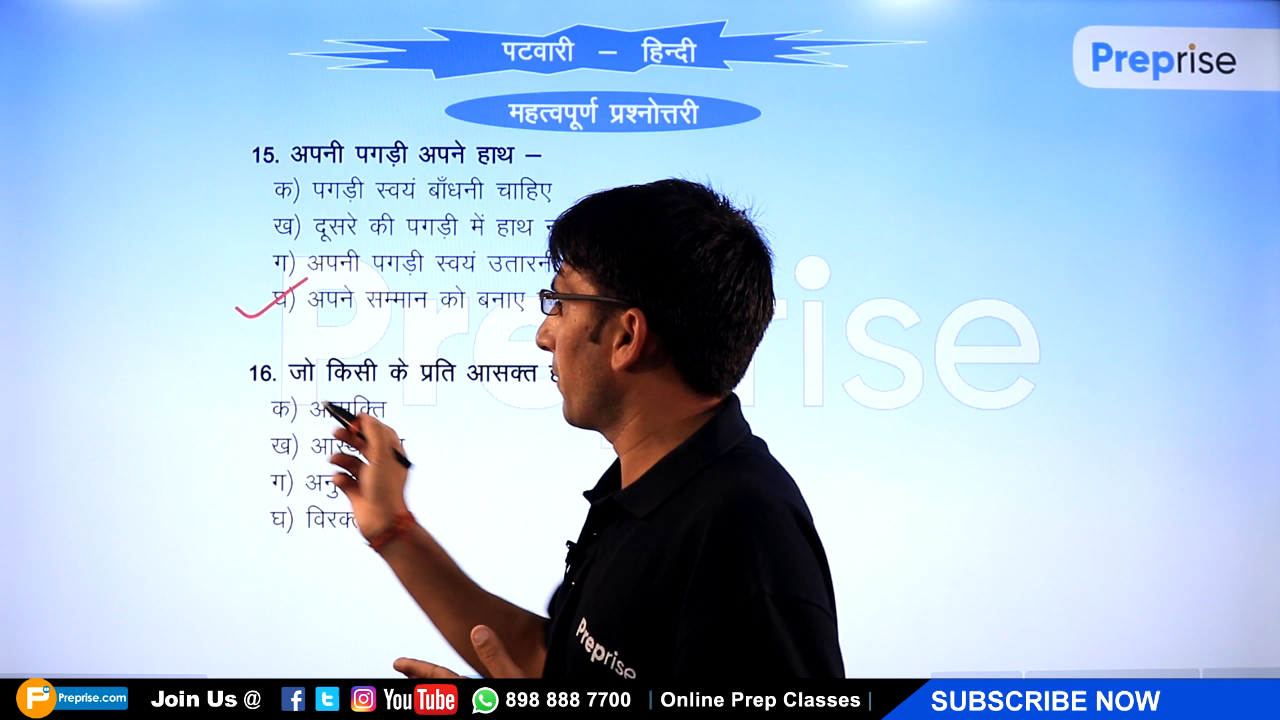 पटवारी – हिन्दी
Preprise
महत्वपूर्ण प्रश्नोत्तरी
15. अपनी पगड़ी अपने हाथ –
क) पगड़ी स्वयं बाँधनी चाहिए
ख) दूसरे की पगड़ी में हाथ
ग) अपनी पगड़ी स्वयं उतारनी
घ) अपने सम्मान को बनाए
16. जो किसी के प्रति आसक्त
क)
ख)
ग)
घ)
Preprise
Preprise
P Preprise.com
Join Us @
YouTube
898 888 7700
Online Prep Classes
SUBSCRIBE NOW